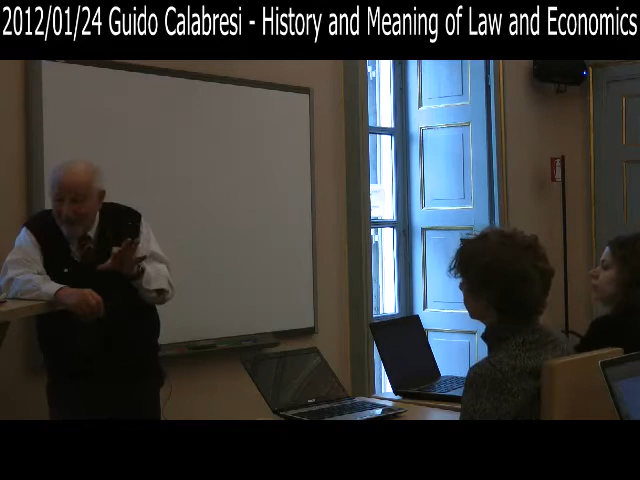 2012/01/24 Guido Calabresi - History and Meaning of Law and Economics